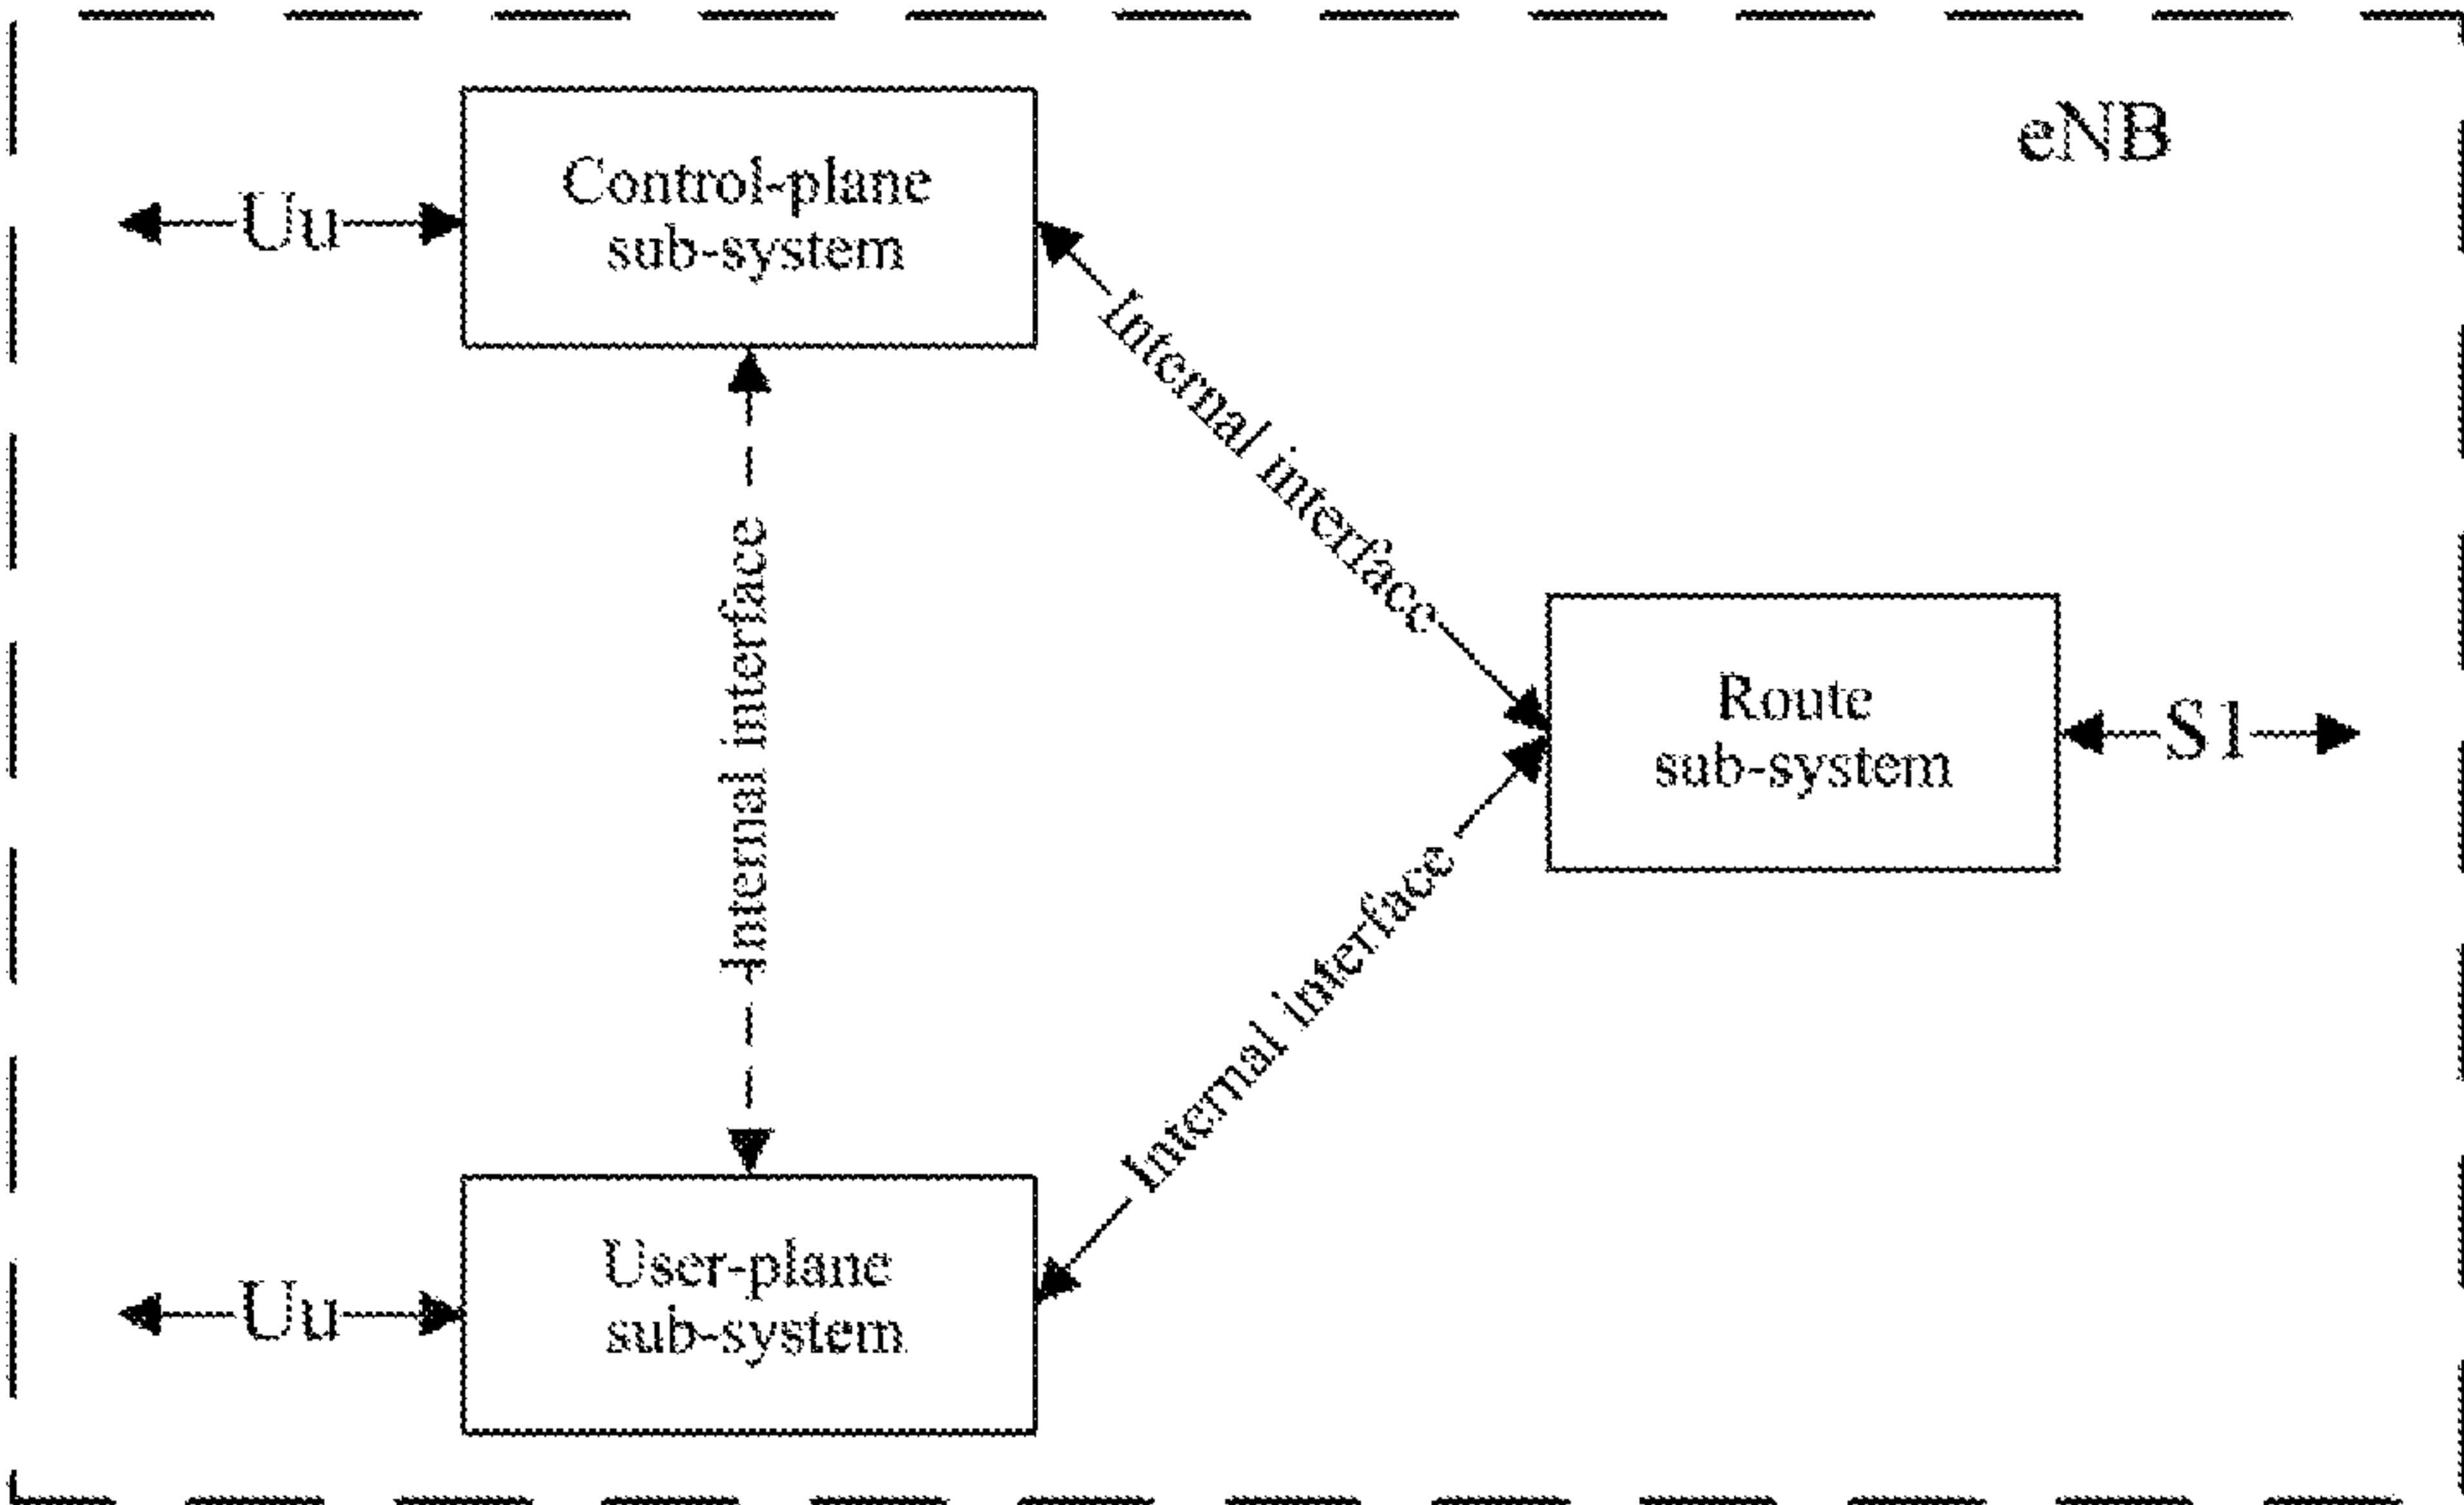 eNB
Control-plane
sub-system
Uu
Internal interface
Internal interface
Route
sub-system
S1
Internal interface
User-plane
sub-system
Uu